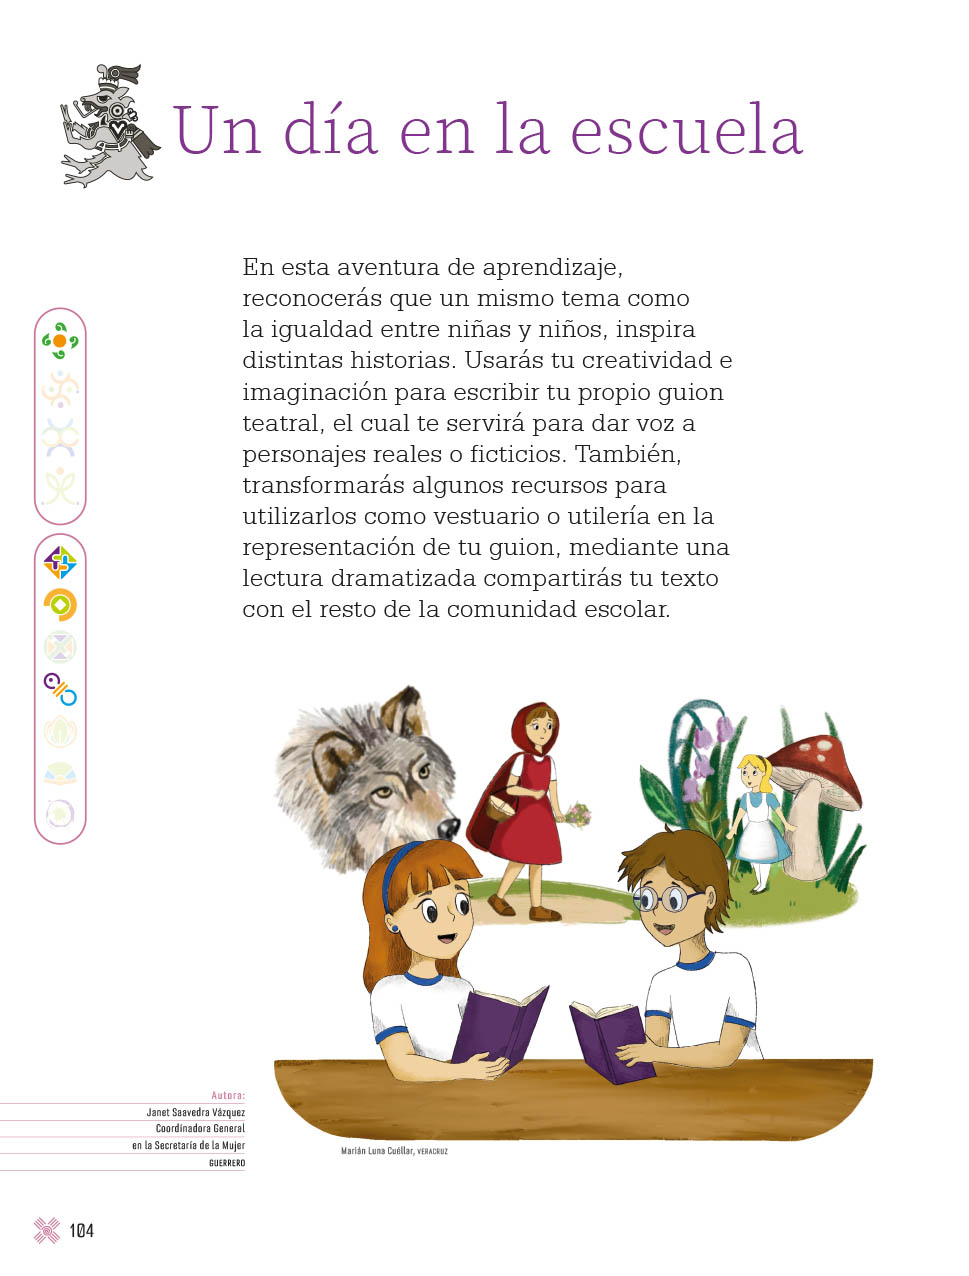 Un día en la escuela
En esta aventura de aprendizaje,
reconocerás que un mismo tema como
la igualdad entre niñas y niños, inspira
distintas historias. Usarás tu creatividad e
imaginación para escribir tu propio guion
teatral, el cual te servirá para dar voz a
personajes reales o ficticios. También,
transformarás algunos recursos para
utilizarlos como vestuario o utilería en la
representación de tu guion, mediante una
lectura dramatizada compartirás tu texto
con el resto de la comunidad escolar.
Autora:
Janet Saavedra Vázquez
Coordinadora General
en la Secretaría de la Mujer
GUERRERO
Marián Luna Cuéllar, VERACRUZ
104